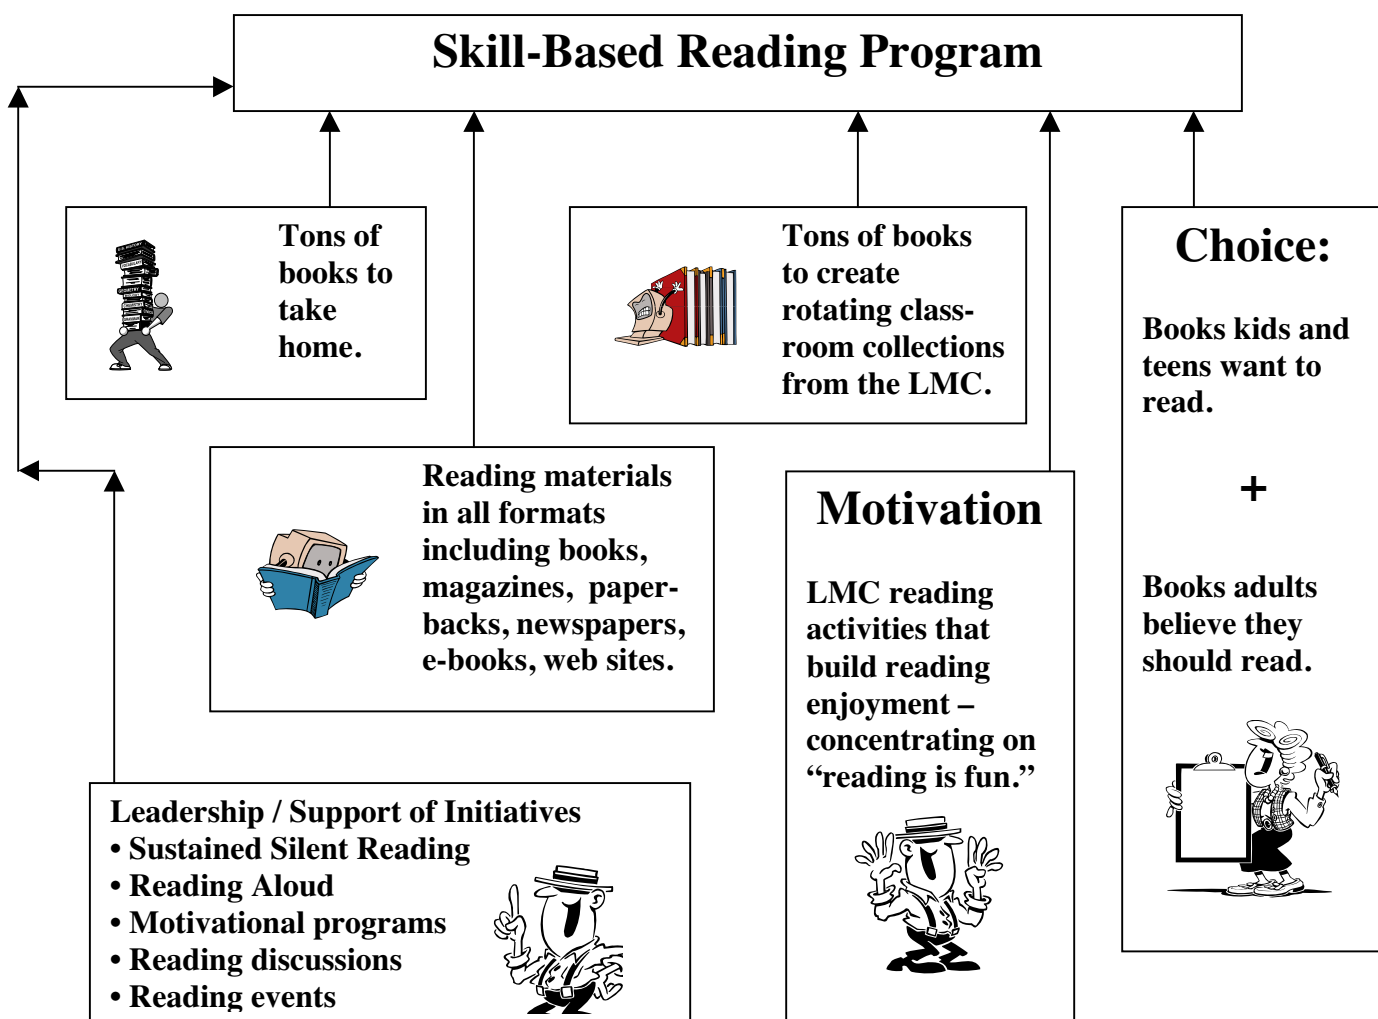 Skill-Based Reading Program
Tons of
books to
take
home.
Tons of books
to create
rotating class-
room collections
from the LMC.
Choice:
Books kids and
teens want to
read.
+
Books adults
believe they
should read.
Reading materials
in all formats
including books,
magazines, paper-
backs, newspapers,
e-books, web sites.
Motivation
LMC reading
activities that
build reading
enjoyment –
concentrating on
“reading is fun.”
Leadership / Support of Initiatives
• Sustained Silent Reading
• Reading Aloud
• Motivational programs
• Reading discussions
• Reading events